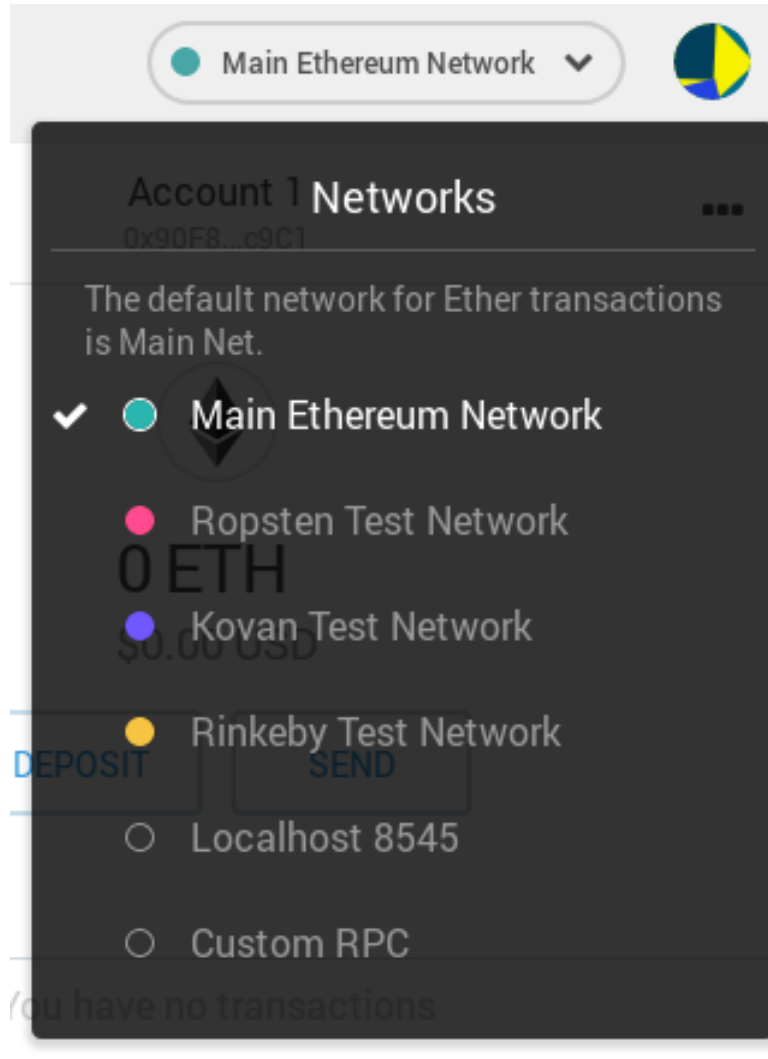 Main Ethereum Network
Account 1
Networks
0x90F8...c9C1
The default network for Ether transactions
is Main Net.
Main Ethereum Network
Ropsten Test Network
0 ETH
Kovan Test Network
$0.00 USD
Rinkeby Test Network
DEPOSIT
SEND
Localhost 8545
Custom RPC
You have no transactions